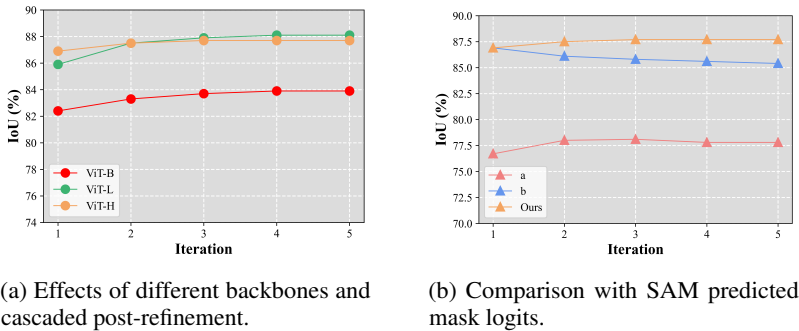 90
88
86
84
82
80
78
76
74
IoU (%)
ViT-B
ViT-L
ViT-H
1 2 3 4 5
Iteration
90.0
87.5
85.0
82.5
80.0
77.5
75.0
72.5
70.0
IoU (%)
a
b
Ours
1 2 3 4 5
Iteration
(a) Effects of different backbones and
cascaded post-refinement.
(b) Comparison with SAM predicted
mask logits.